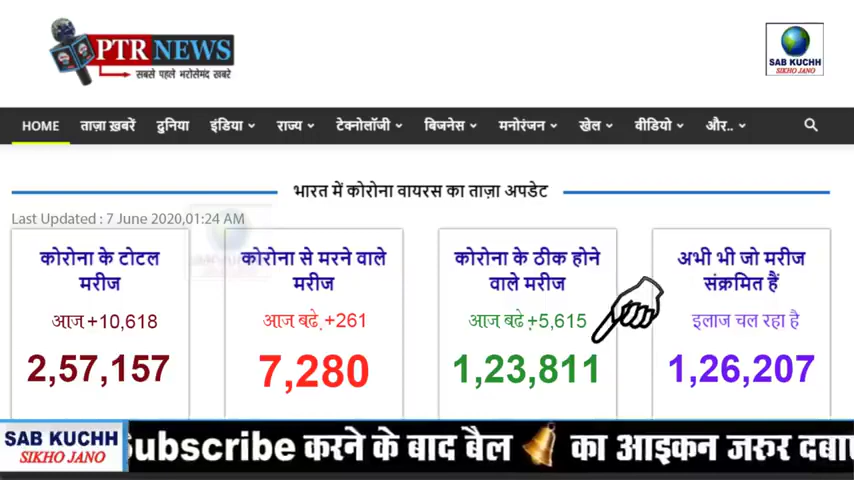 PTR NEWS
सबसे पहले भरोसेमंद खबरे
SAB KUCHH
SIKHO JANO
HOME ताज़ा ख़बरें दुनिया इंडिया राज्य टेक्नोलॉजी बिजनेस मनोरंजन खेल वीडियो और..
भारत में कोरोना वायरस का ताज़ा अपडेट
Last Updated : 7 June 2020,01:24 AM
कोरोना के टोटल
मरीज
आज +10,618
2,57,157
कोरोना से मरने वाले
मरीज
आज बढे, +261
7,280
कोरोना के ठीक होने
वाले मरीज
आज बढे +5,615
1,23,811
अभी भी जो मरीज
संक्रमित हैं
इलाज चल रहा है
1,26,207
SAB KUCHH
SIKHO JANO
Subscribe करने के बाद बैल का आइकन जरुर दबाए